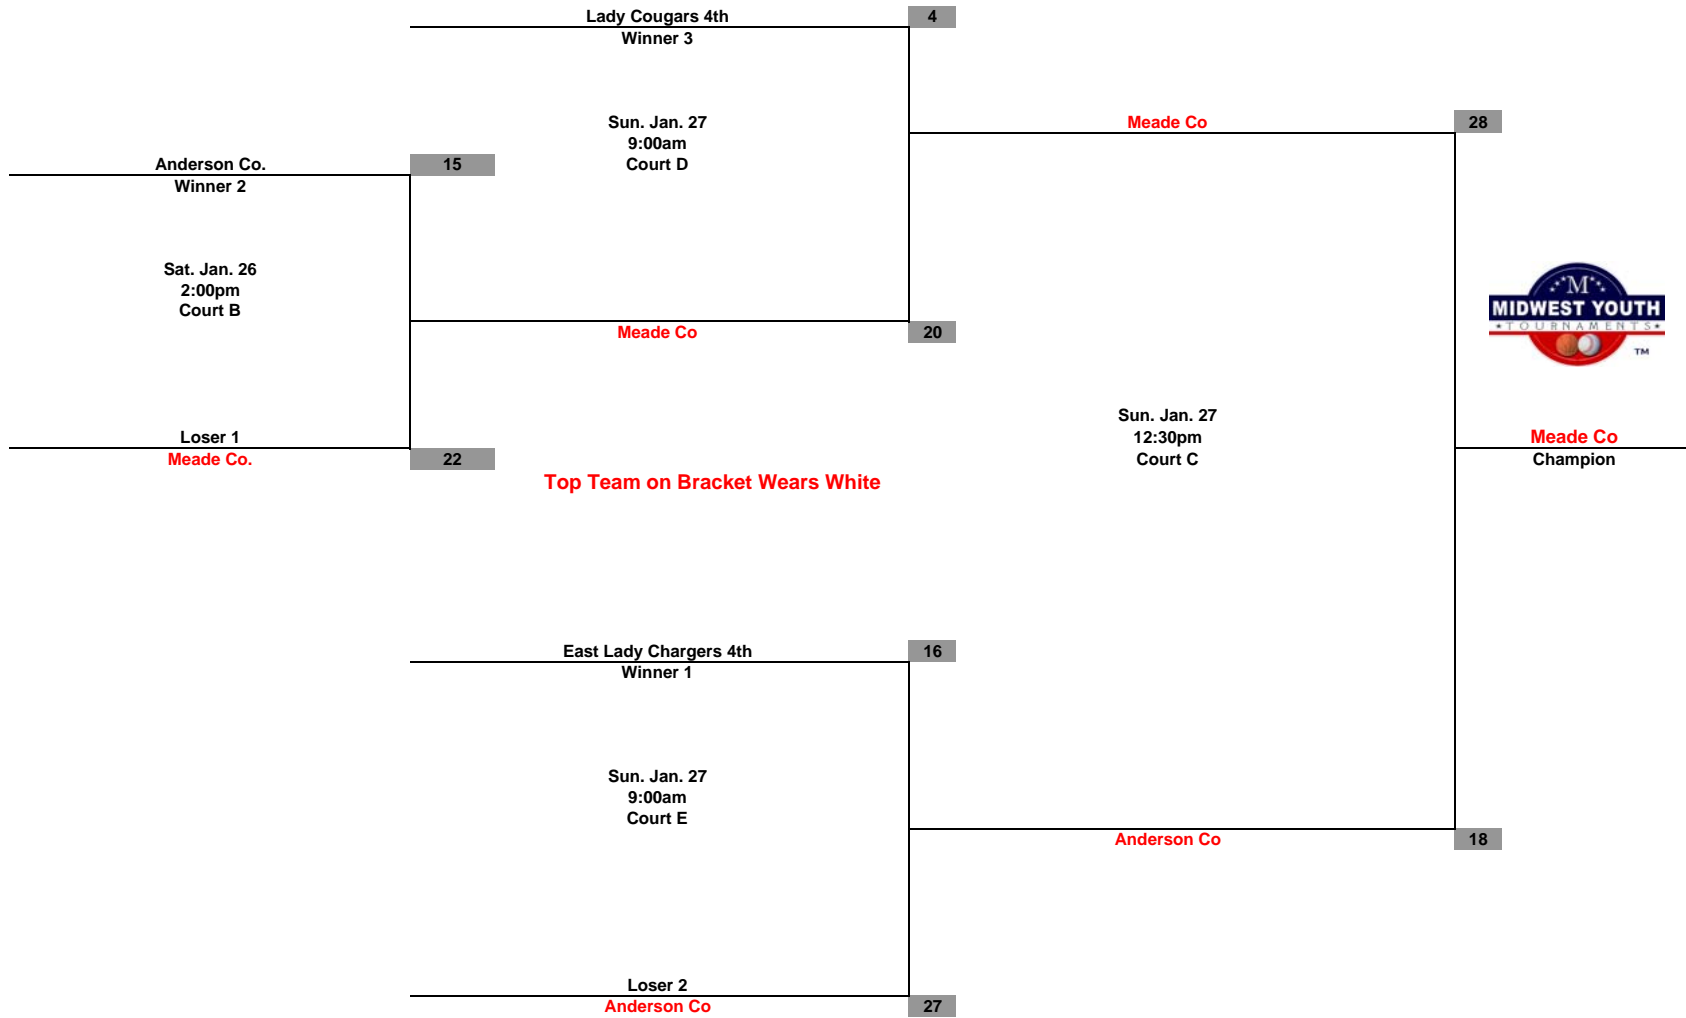 Lady Cougars 4th 4
Winner 3
Sun. Jan. 27
9:00am
Court D
Meade Co 28
Anderson Co. 15
Winner 2
Sat. Jan. 26
2:00pm
Court B
M
MIDWEST YOUTH
TOURNAMENTS
TM
Meade Co 20
Sun. Jan. 27
12:30pm
Court C
Loser 1
Meade Co. 22
Meade Co
Champion
Top Team on Bracket Wears White
East Lady Chargers 4th 16
Winner 1
Sun. Jan. 27
9:00am
Court E
Anderson Co 18
Loser 2
Anderson Co 27